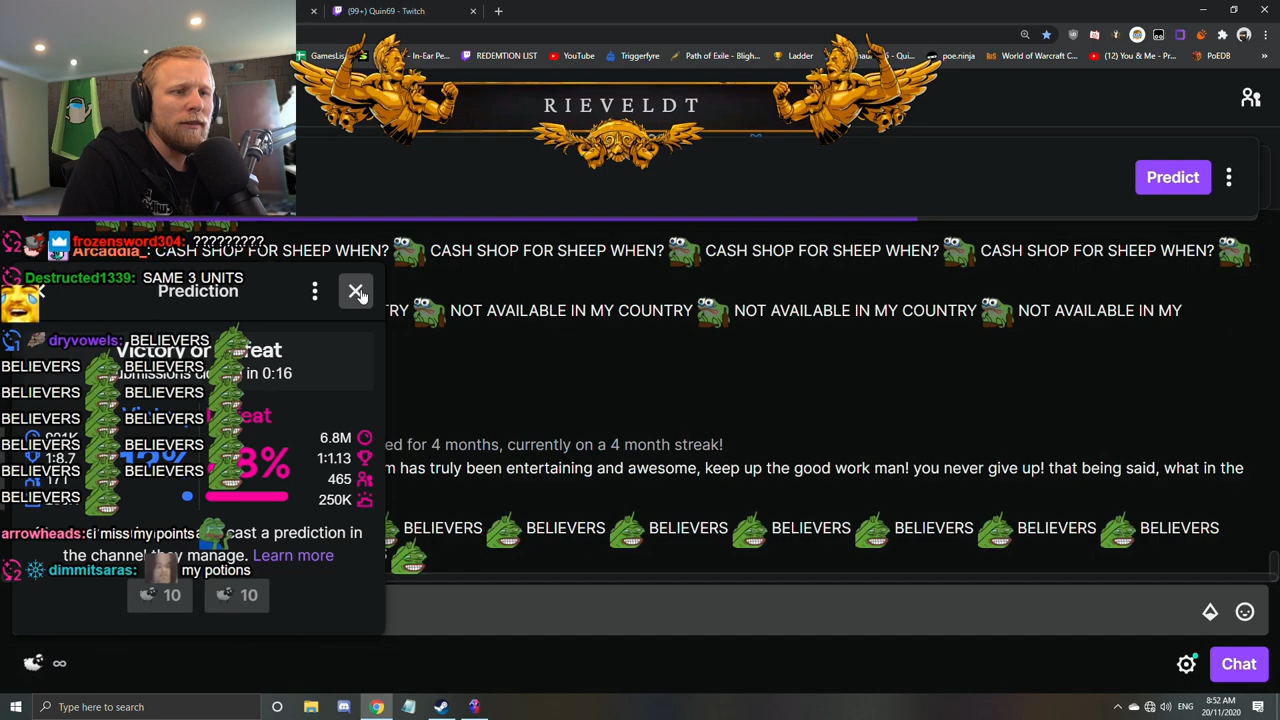 (99+) Quin69 - Twitch
GamesLis
In-Ear Pe...
REDEMTION LIST
YouTube
Triggerfyre
Path of Exile - Bligh...
Ladder
poe.ninja
World of Warcraft C...
(12) You & Me - Pr...
PoEDB
RIEVELDT
Predict
frozensword304: ?????????
Arcaddia_: CASH SHOP FOR SHEEP WHEN? CASH SHOP FOR SHEEP WHEN? CASH SHOP FOR SHEEP WHEN? CASH SHOP FOR SHEEP WHEN?
Destructed1339: SAME 3 UNITS
Prediction
NOT AVAILABLE IN MY COUNTRY NOT AVAILABLE IN MY COUNTRY NOT AVAILABLE IN MY
dryvowels: BELIEVERS
Victory or
BELIEVERS BELIEVERS
in 0:16
BELIEVERS BELIEVERS
BELIEVERS BELIEVERS
6.8M
BELIEVERS BELIEVERS
1:8.7
1:1.13
BELIEVERS BELIEVERS
465
BELIEVERS
250K
ed for 4 months, currently on a 4 month streak!
m has truly been entertaining and awesome, keep up the good work man! you never give up! that being said, what in the
BELIEVERS BELIEVERS BELIEVERS BELIEVERS BELIEVERS BELIEVERS BELIEVERS
arrowheads: i miss my points
cast a prediction in
the channel they manage. Learn more
dimmitsaras: my potions
10 10
Chat
Type here to search
ENG
8:52 AM
20/11/2020